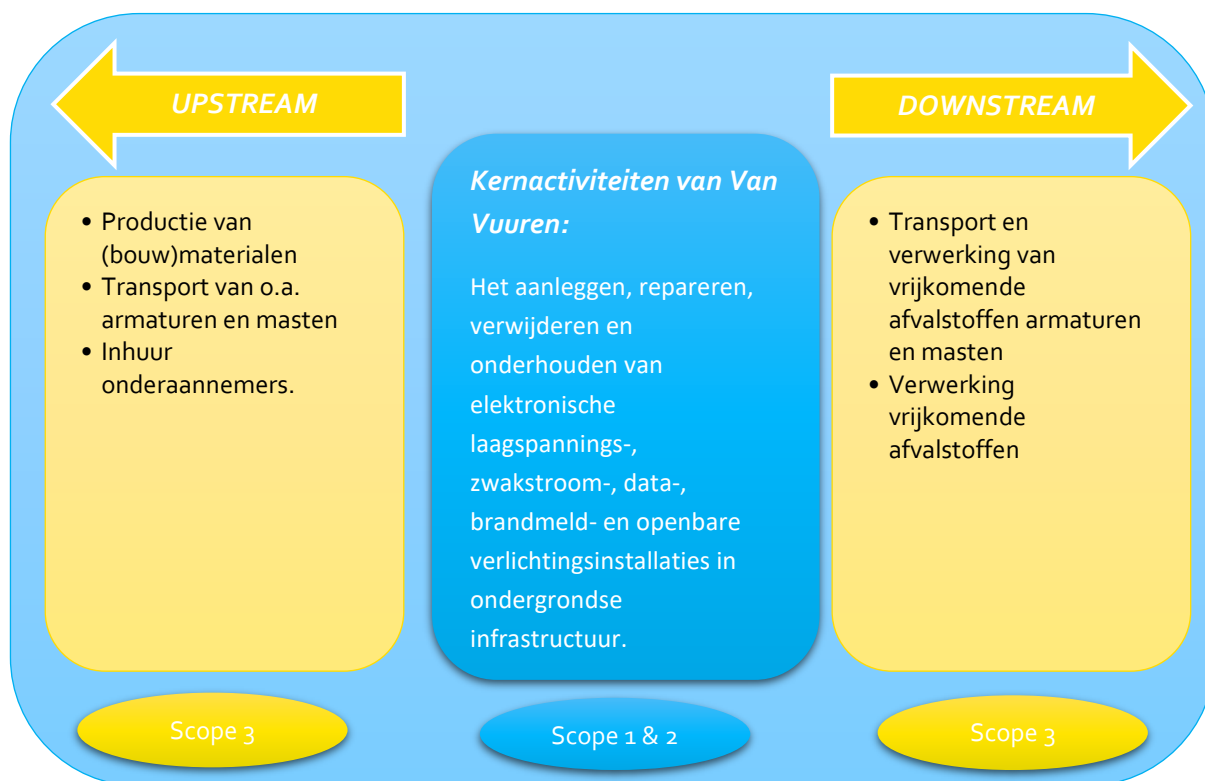 UPSTREAM
• Productie van
(bouw)materialen
• Transport van o.a.
armaturen en masten
• Inhuur
onderaannemers.
Scope 3
Kernactiviteiten van Van
Vuuren:
Het aanleggen, repareren,
verwijderen en
onderhouden van
elektronische
laagspannings-,
zwakstroom-, data-,
brandmeld- en openbare
verlichtingsinstallaties in
ondergrondse
infrastructuur.
Scope 1 & 2
DOWNSTREAM
• Transport en
verwerking van
vrijkomende
afvalstoffen armaturen
en masten
• Verwerking
vrijkomende
afvalstoffen
Scope 3